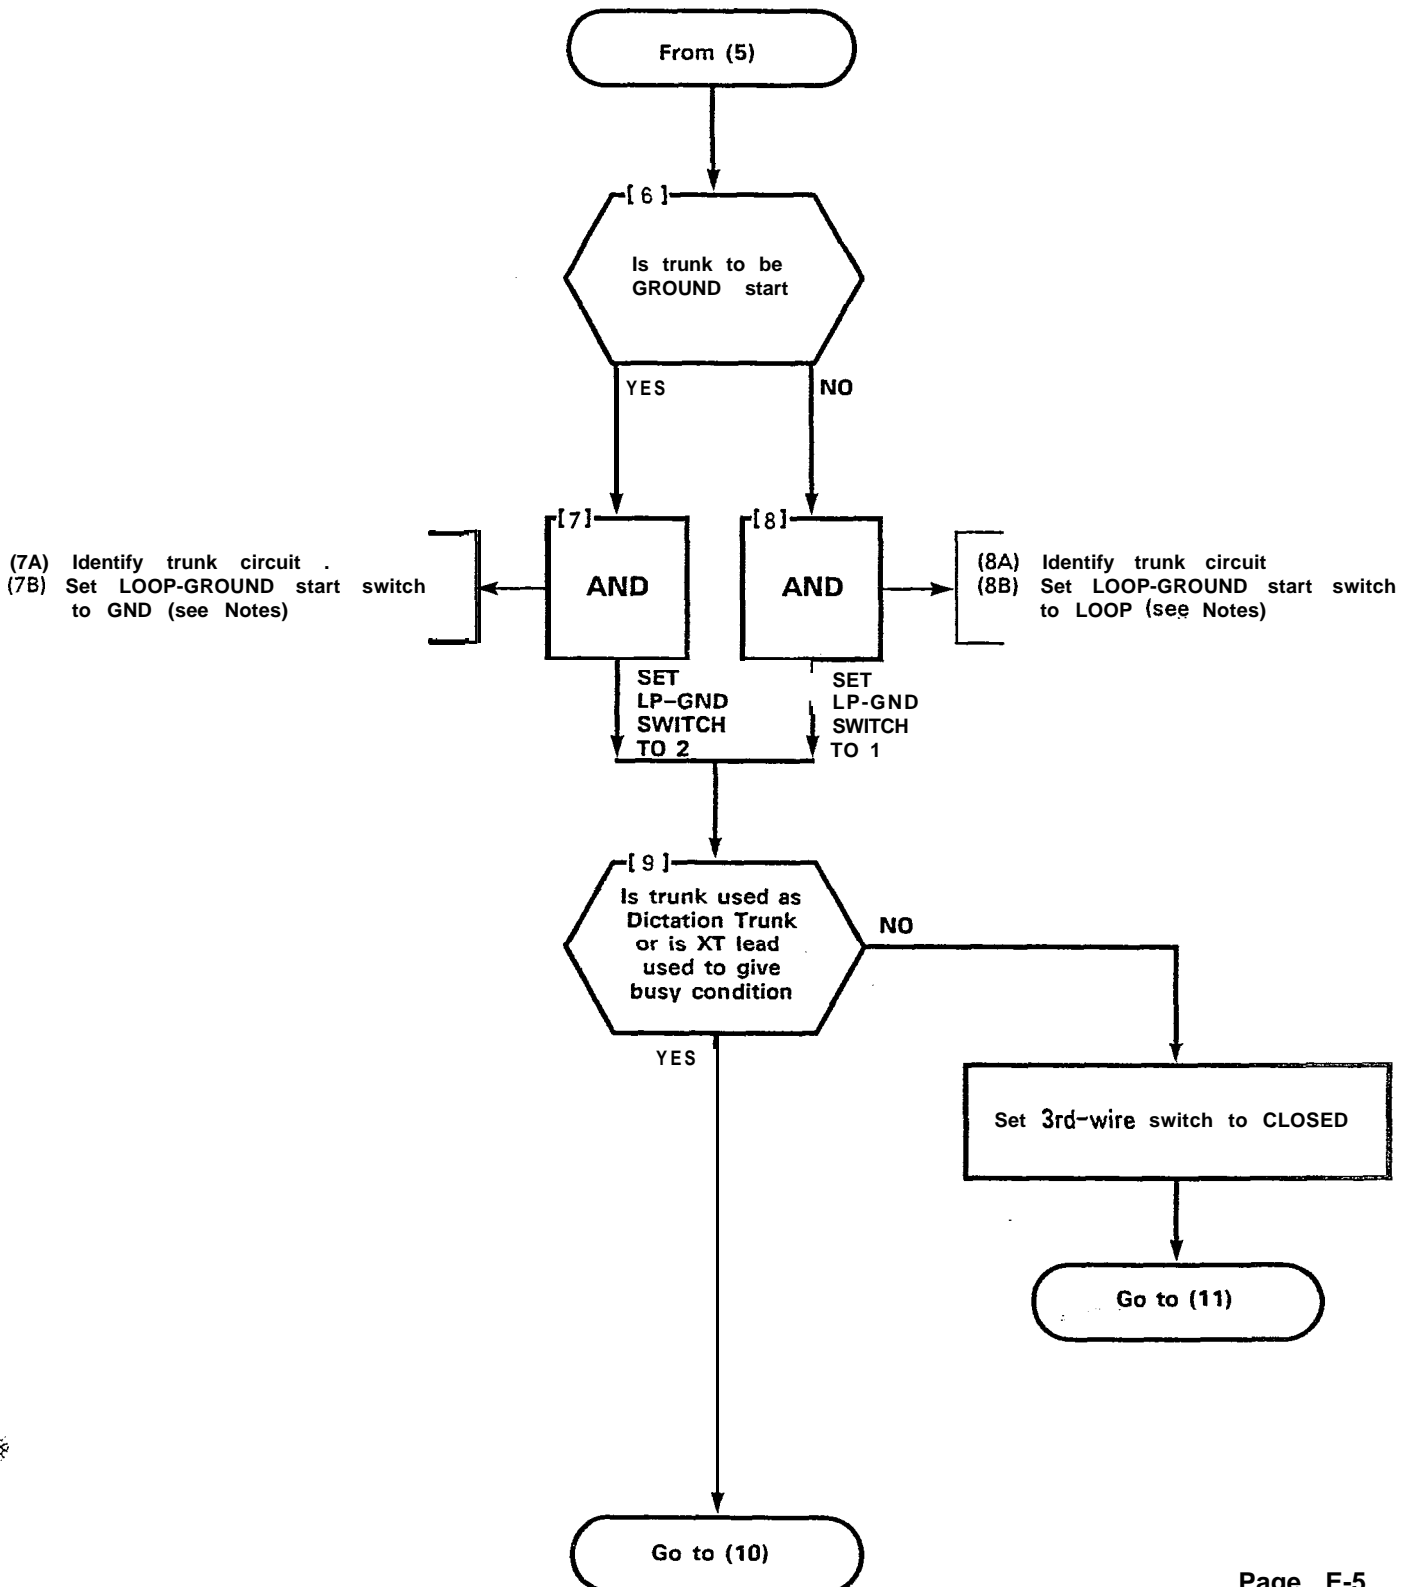 From (5)
[ 6 ]
Is trunk to be
GROUND start
YES
NO
[7]
AND
[8]
AND
(7A) Identify trunk circuit .
(7B) Set LOOP-GROUND start switch
to GND (see Notes)
(8A) Identify trunk circuit
(8B) Set LOOP-GROUND start switch
to LOOP (see Notes)
SET
LP-GND
SWITCH
TO 2
SET
LP-GND
SWITCH
TO 1
[ 9 ]
Is trunk used as
Dictation Trunk
or is XT lead
used to give
busy condition
NO
YES
Set 3rd-wire switch to CLOSED
Go to (11)
Go to (10)
Page E-5